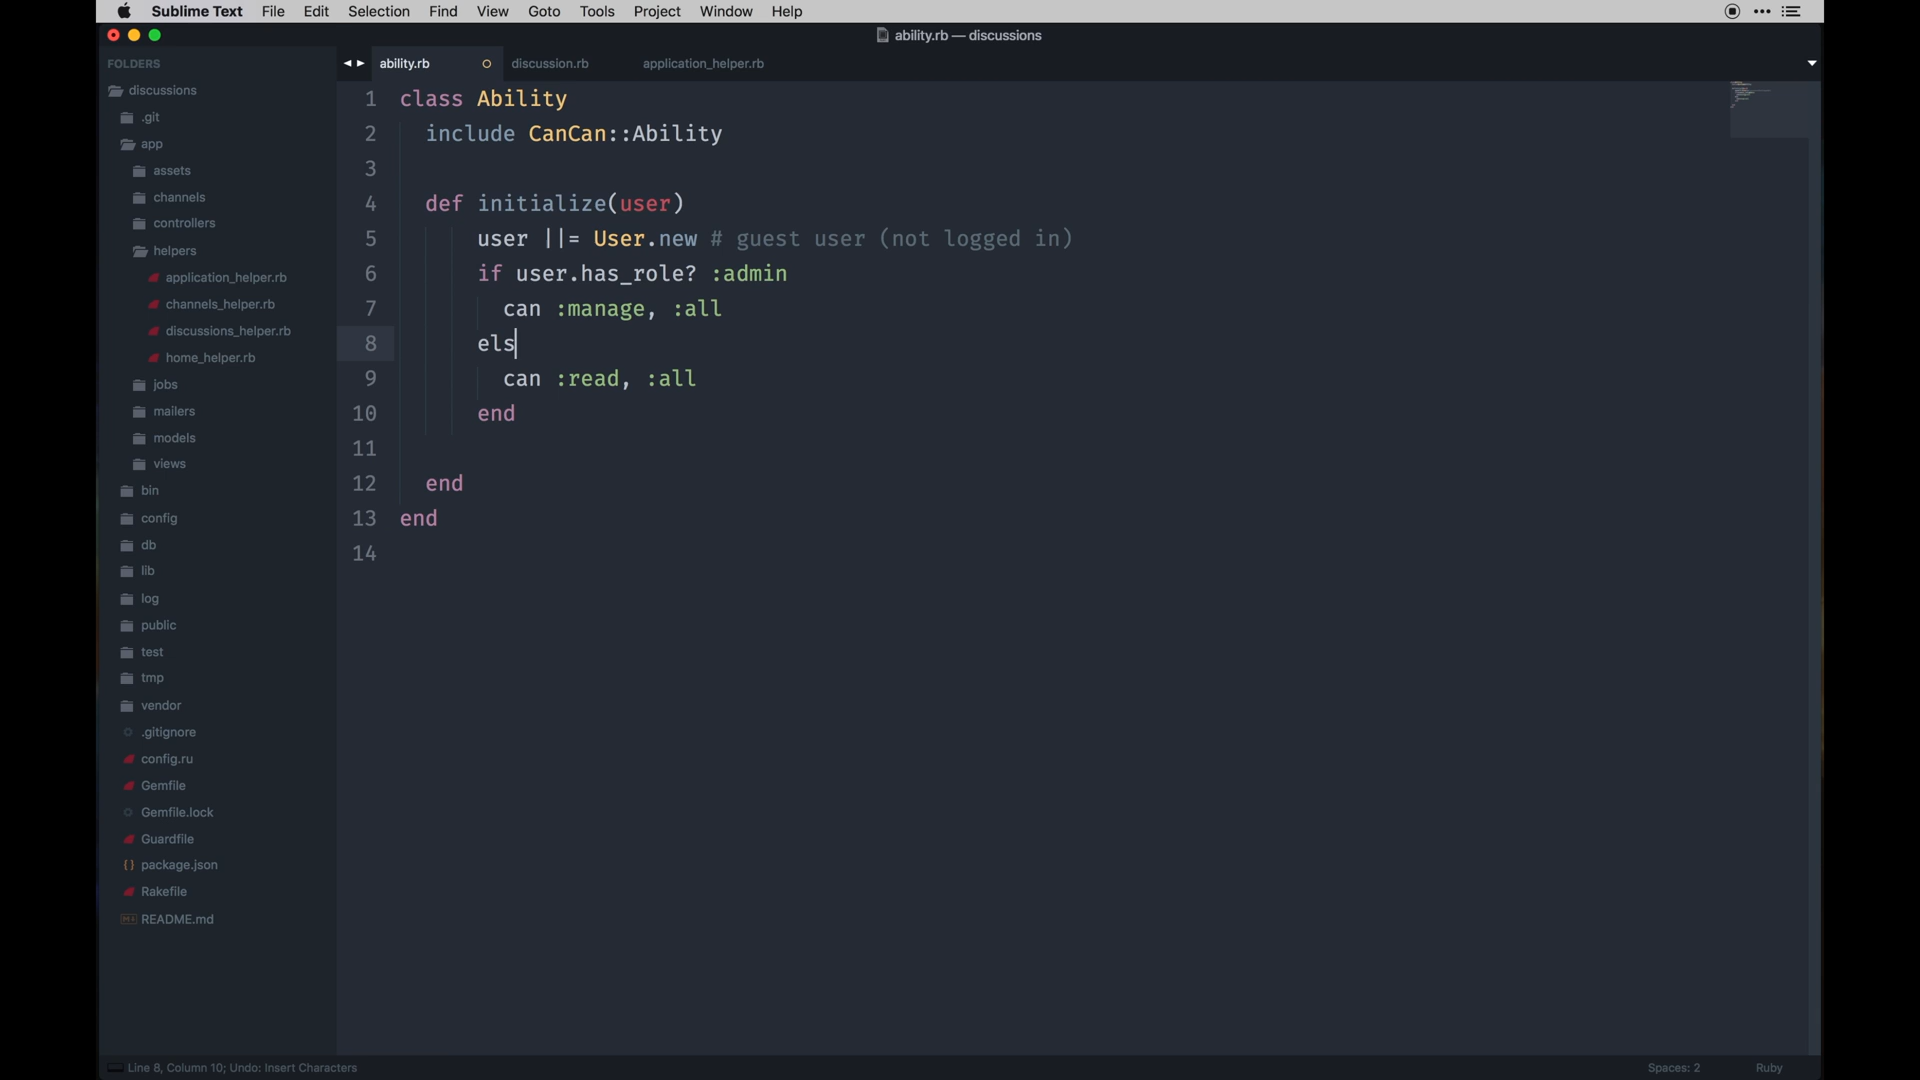 Sublime Text File Edit Selection Find View Goto Tools Project Window Help
ability.rb — discussions
FOLDERS
discussions
.git
app
assets
channels
controllers
helpers
application_helper.rb
channels_helper.rb
discussions_helper.rb
home_helper.rb
jobs
mailers
models
views
bin
config
db
lib
log
public
test
tmp
vendor
.gitignore
config.ru
Gemfile
Gemfile.lock
Guardfile
package.json
Rakefile
README.md
ability.rb discussion.rb application_helper.rb
1 class Ability
2 include CanCan::Ability
3
4 def initialize(user)
5 user ||= User.new # guest user (not logged in)
6 if user.has_role? :admin
7 can :manage, :all
8 els
9 can :read, :all
10 end
11
12 end
13 end
14
Line 8, Column 10; Undo: Insert Characters Spaces: 2 Ruby